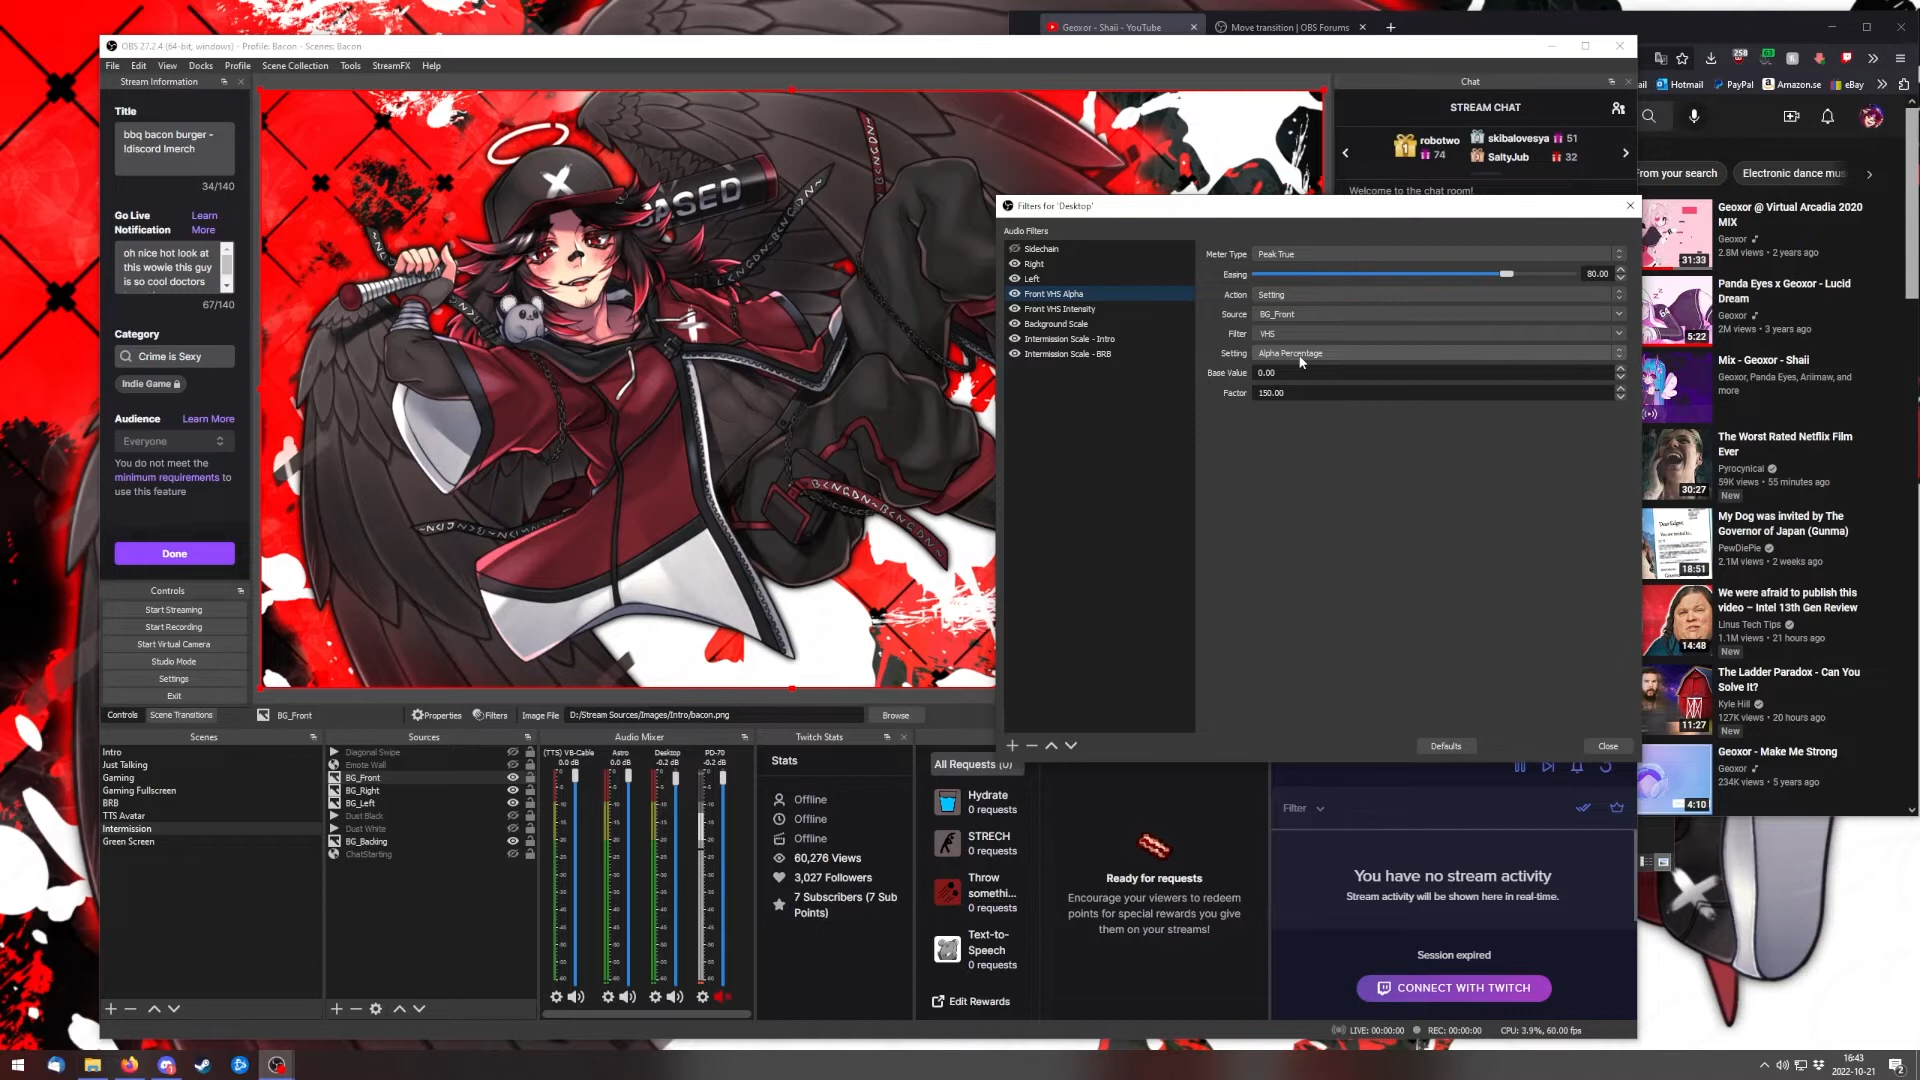 Geoxor - Shaii - YouTube
Move transition | OBS Forums
OBS 27.2.4 (64-bit, windows) - Profile: Bacon - Scenes: Bacon
File Edit View Docks Profile Scene Collection Tools StreamFX Help
Stream Information
Title
bbq bacon burger -
!discord !merch
34/140
Go Live
Notification
Learn
More
oh nice hot look at
this wowie this guy
is so cool doctors
67/140
Category
Crime is Sexy
Indie Game
Audience
Learn More
Everyone
You do not meet the
minimum requirements to
use this feature
Done
Controls
Start Streaming
Start Recording
Start Virtual Camera
Studio Mode
Settings
Exit
Controls
Scene Transitions
BASED
Chat
STREAM CHAT
robotwo
74
skibalovesya 51
SaltyJub 32
Welcome to the chat room!
Filters for 'Desktop'
Audio Filters
Sidechain
Right
Left
Front VHS Alpha
Front VHS Intensity
Background Scale
Intermission Scale - Intro
Intermission Scale - BRB
Meter Type Peak True
Easing 80.00
Action Setting
Source BG_Front
Filter VHS
Setting Alpha Percentage
Base Value 0.00
Factor 150.00
Defaults
Close
BG_Front
Properties
Filters
Image File
D:/Stream Sources/Images/Intro/bacon.png
Browse
Scenes
Intro
Just Talking
Gaming
Gaming Fullscreen
BRB
TTS Avatar
Intermission
Green Screen
Sources
Diagonal Swipe
Emote Wall
BG_Front
BG_Right
BG_Left
Dust Black
Dust White
BG_Backing
ChatStarting
Audio Mixer
(TTS) VB-Cable
0.0 dB
Astro
0.0 dB
Desktop
-0.2 dB
PD-70
-0.2 dB
Twitch Stats
Stats
Offline
Offline
Offline
60,276 Views
3,027 Followers
7 Subscribers (7 Sub
Points)
All Requests (0)
Hydrate
0 requests
STRECH
0 requests
Throw
somethi...
0 requests
Text-to-
Speech
0 requests
Edit Rewards
Ready for requests
Encourage your viewers to redeem
points for special rewards you give
them on your streams!
Filter
You have no stream activity
Stream activity will be shown here in real-time.
Session expired
CONNECT WITH TWITCH
LIVE: 00:00:00
REC: 00:00:00
CPU: 3.9%, 60.00 fps
258
Hotmail
PayPal
Amazon.se
eBay
From your search
Electronic dance mus
Geoxor @ Virtual Arcadia 2020
MIX
Geoxor
2.8M views • 2 years ago
31:33
Panda Eyes x Geoxor - Lucid
Dream
Geoxor
2M views • 3 years ago
5:22
Mix - Geoxor - Shaii
Geoxor, Panda Eyes, Ariimaw, and
more
The Worst Rated Netflix Film
Ever
Pyrocynical
59K views • 55 minutes ago
New
30:27
My Dog was invited by The
Governor of Japan (Gunma)
PewDiePie
2.1M views • 2 weeks ago
18:51
We were afraid to publish this
video – Intel 13th Gen Review
Linus Tech Tips
1.1M views • 21 hours ago
New
14:48
The Ladder Paradox - Can You
Solve It?
Kyle Hill
127K views • 20 hours ago
New
11:27
Geoxor - Make Me Strong
Geoxor
234K views • 5 years ago
4:10
16:43
2022-10-21